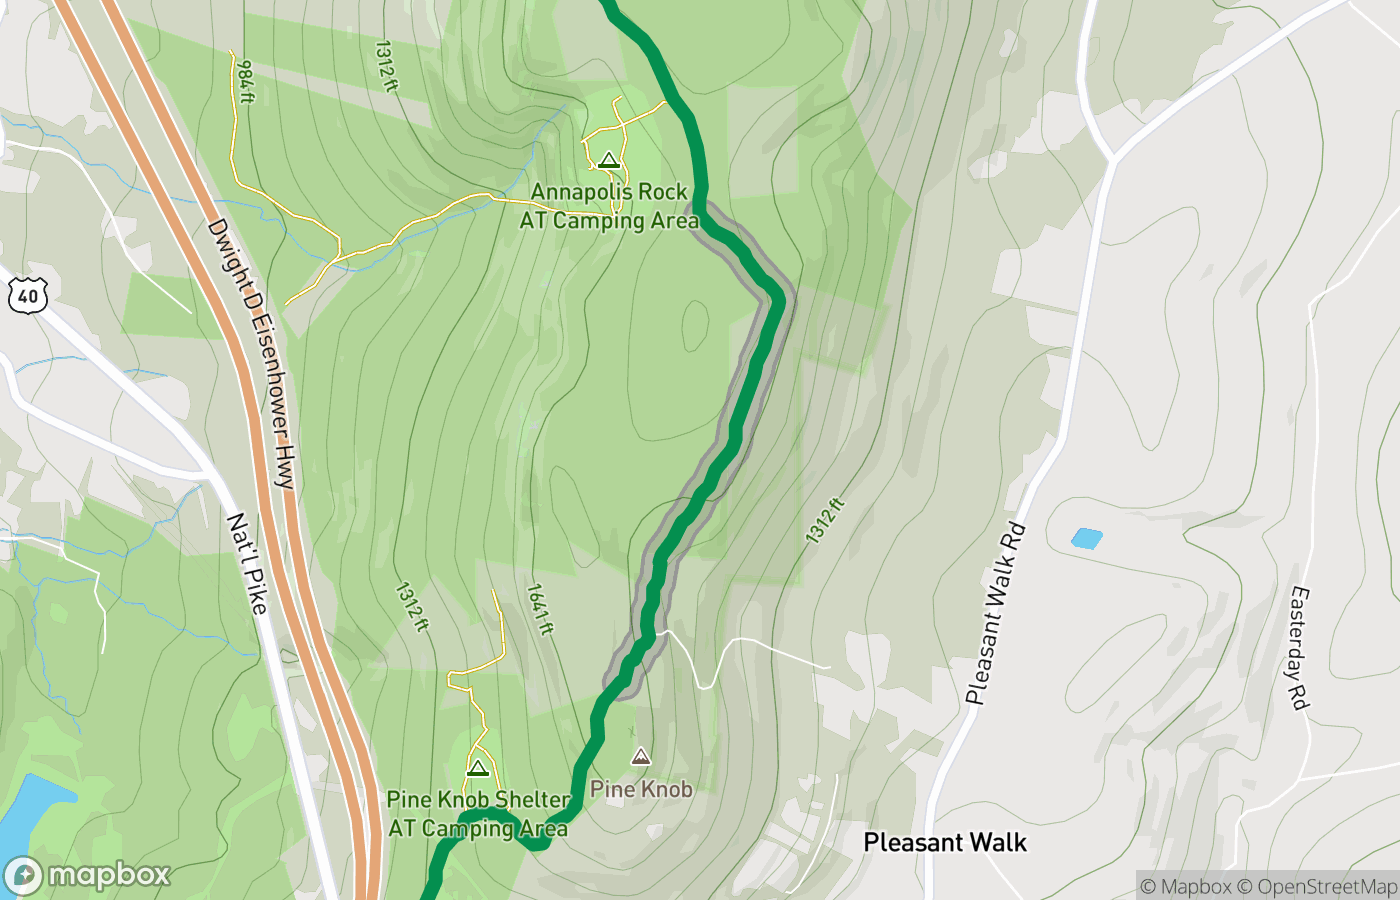 1312 ft
984 ft
Annapolis Rock
AT Camping Area
Dwight D Eisenhower Hwy
40
1312 ft
Nat'l Pike
Pleasant Walk Rd
1312 ft
1641 ft
Easterday Rd
Pine Knob
Pine Knob Shelter
AT Camping Area
Pleasant Walk
mapbox
© Mapbox © OpenStreetMap